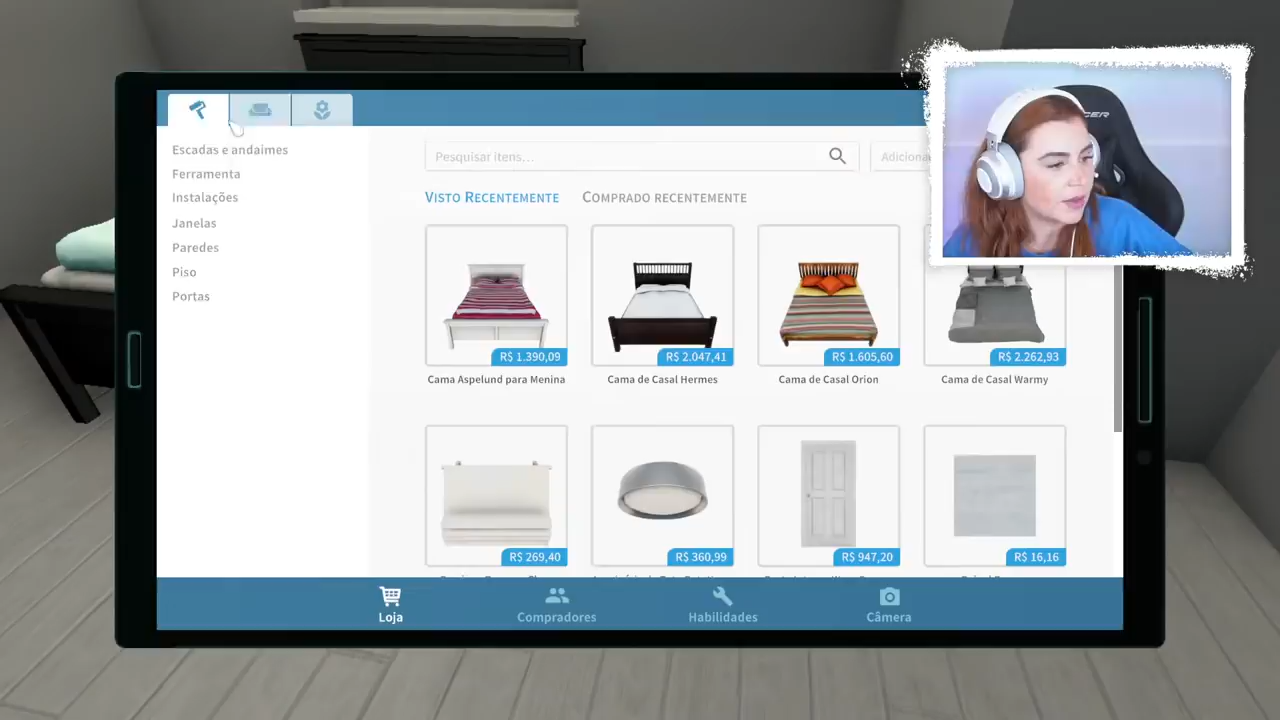 Escadas e andaimes
Ferramenta
Instalações
Janelas
Paredes
Piso
Portas
Pesquisar itens...
Adiciona
VISTO RECENTEMENTE
COMPRADO RECENTEMENTE
R$ 1.390,09
R$ 2.047,41
R$ 1.605,60
R$ 2.262,93
Cama Aspelund para Menina
Cama de Casal Hermes
Cama de Casal Orion
Cama de Casal Warmy
R$ 269,40
R$ 360,99
R$ 947,20
R$ 16,16
Loja
Compradores
Habilidades
Câmera